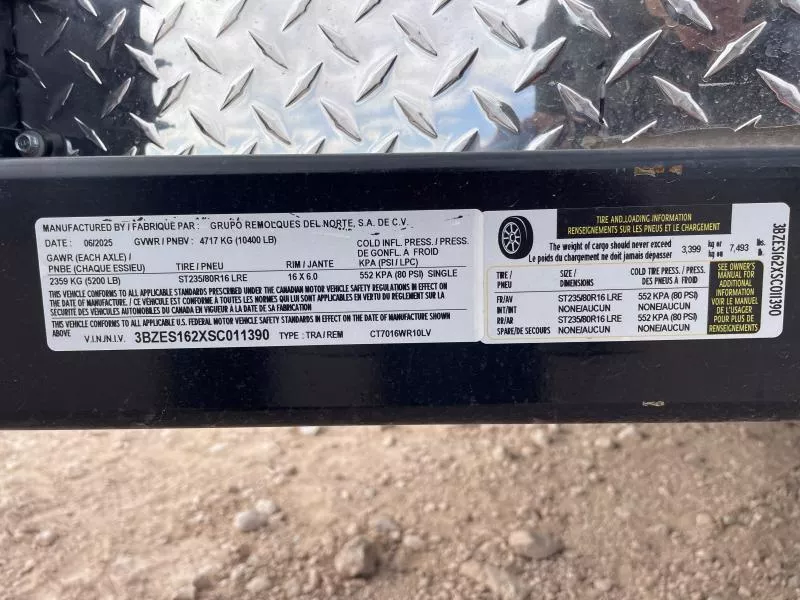 MANUFACTURED BY / FABRIQUE PAR : GRUPO REMOLQUES DEL NORTE, S.A. DE C.V.
DATE : 06/2025 GVWR / PNBV : 4717 KG (10400 LB)
GAWR (EACH AXLE) / PNBE (CHAQUE ESSIEU) TIRE / PNEU RIM / JANTE COLD INFL. PRESS. / PRESS. DE GONFL. A FROID KPA (PSI / LPC)
2359 KG (5200 LB) ST235/80R16 LRE 16 X 6.0 552 KPA (80 PSI) SINGLE
THIS VEHICLE CONFORMS TO ALL APPLICABLE STANDARDS PRESCRIBED UNDER THE CANADIAN MOTOR VEHICLE SAFETY REGULATIONS IN
EFFECT ON THE DATE OF MANUFACTURE. / CE VÉHICULE EST CONFORME À TOUTES LES NORMES QUI LUI SONT APPLICABLES EN VERTU DU RÈGLEMENT SUR LA
SÉCURITÉ DES VÉHICULES AUTOMOBILES DU CANADA EN VIGUEUR À LA DATE DE SA FABRICATION
THIS VEHICLE CONFORMS TO ALL APPLICABLE U.S. FEDERAL MOTOR VEHICLE SAFETY STANDARDS IN EFFECT ON THE DATE OF MANUFACTURE SHOWN
ABOVE
V.I.N./N.I.V. 3BZES162XSC011390 TYPE : TRA / REM CT7016WR10LV
TIRE AND LOADING INFORMATION
RENSEIGNEMENTS SUR LES PNEUS ET LE CHARGEMENT
The weight of cargo should never exceed
Le poids du chargement ne doit jamais dépasser
3,399 kg or kg ou 7,493 lbs. lb.
TIRE / PNEU SIZE / DIMENSIONS COLD TIRE PRESS. / PRESS. A FROID
FR/AV ST235/80R16 LRE 552 KPA (80 PSI)
INT/INT NONE/AUCUN NONE/AUCUN
RR/AR ST235/80R16 LRE 552 KPA (80 PSI)
SPARE/DE SECOURS NONE/AUCUN NONE/AUCUN
SEE OWNER'S
MANUAL FOR
ADDITIONAL
INFORMATION
VOIR LE MANUEL
DE L'USAGER
POUR PLUS DE
RENSEIGNEMENTS
3BZES162XSC011390